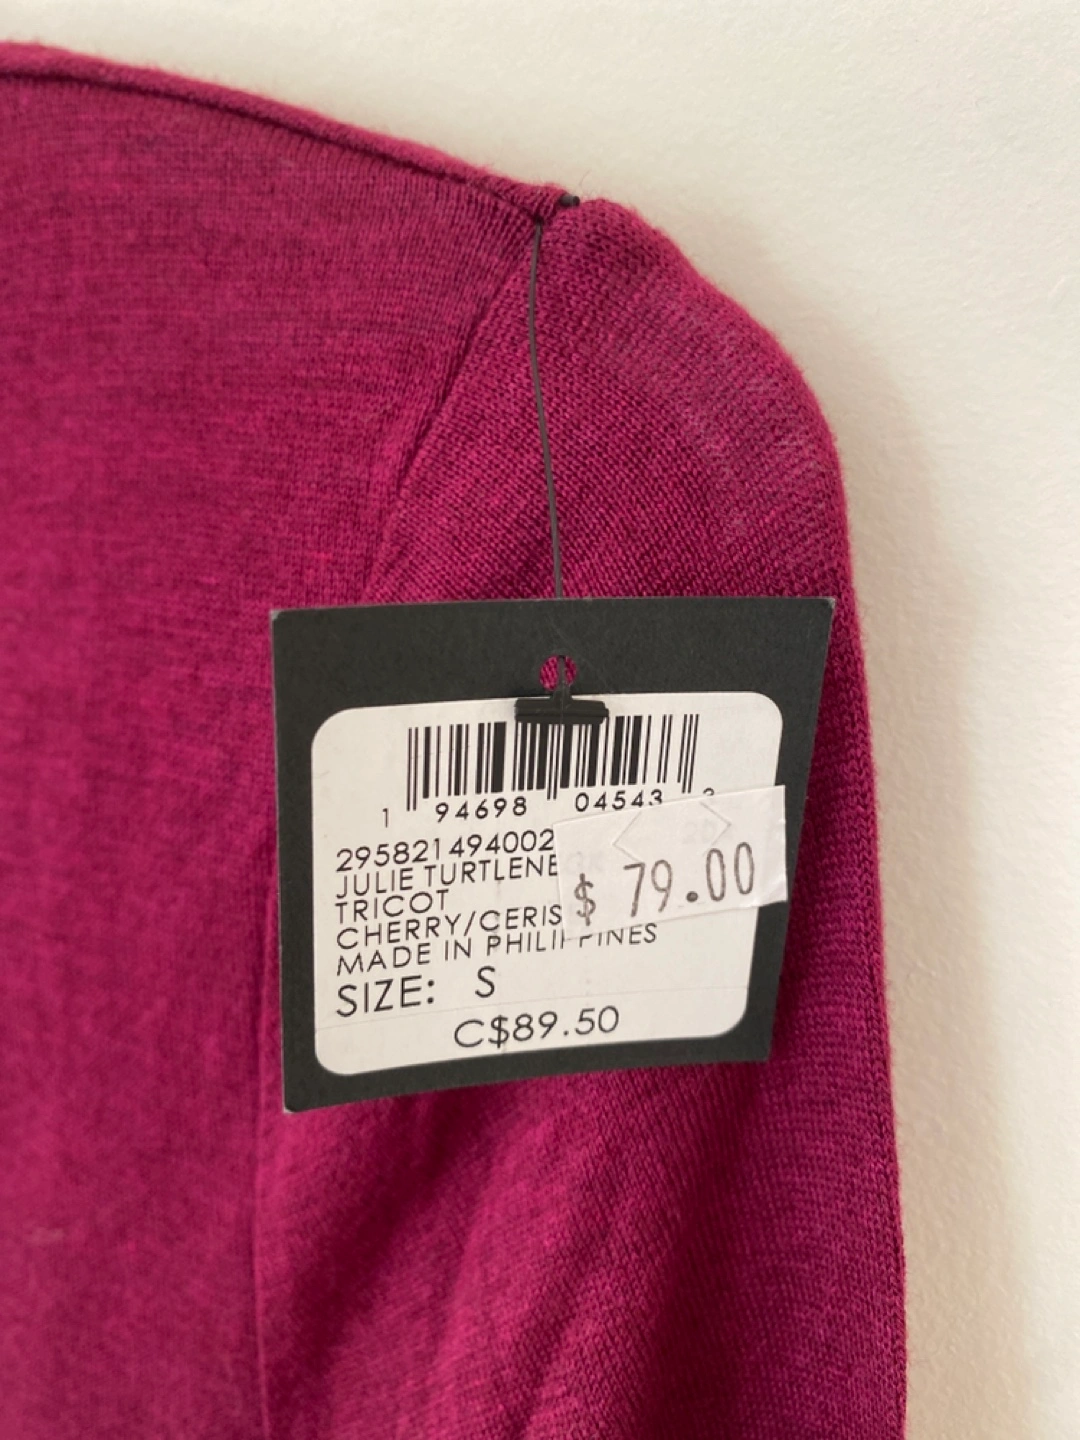 1 94698 04543
295821494002
JULIE TURTLENE
TRICOT
$ 79.00
CHERRY/CERIS
MADE IN PHILIPPINES
SIZE: S
C$89.50